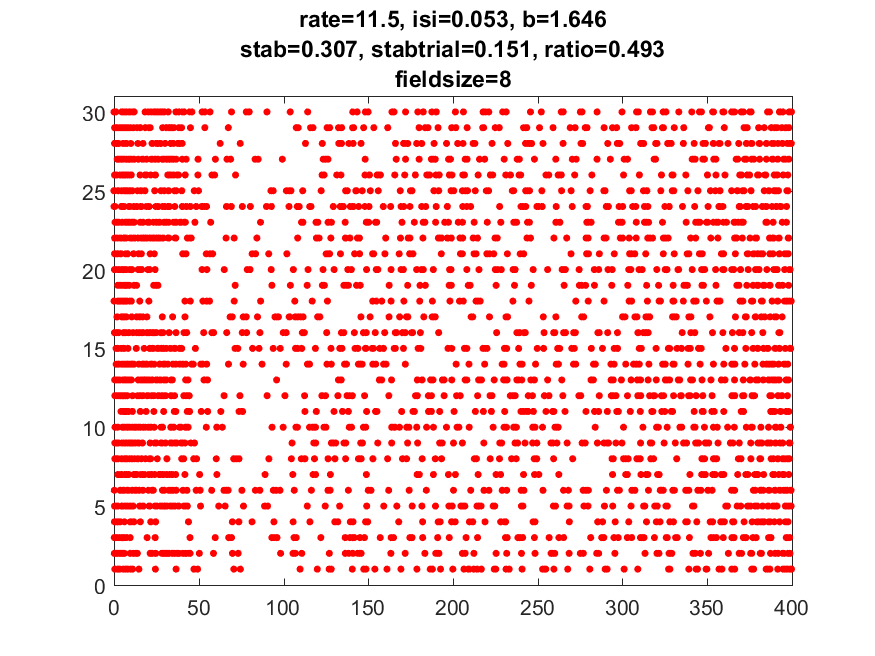 rate=11.5, isi=0.053, b=1.646
stab=0.307, stabtrial=0.151, ratio=0.493
fieldsize=8
30
25
20
15
10
5
0
0 50 100 150 200 250 300 350 400